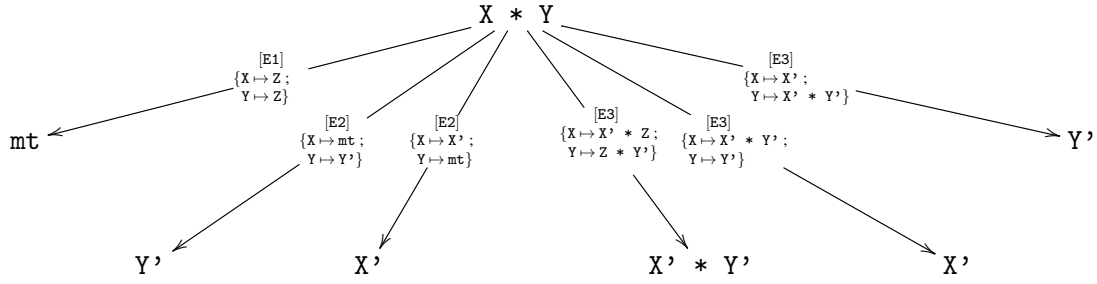 X * Y
[E1]
{X ↦ Z ;
Y ↦ Z}
[E3]
{X ↦ X' ;
Y ↦ X' * Y'}
[E2]
{X ↦ mt ;
Y ↦ Y'}
[E2]
{X ↦ X' ;
Y ↦ mt}
[E3]
{X ↦ X' * Z;
Y ↦ Z * Y'}
[E3]
{X ↦ X' * Y' ;
Y ↦ Y'}
mt
Y'
Y'
X'
X' * Y'
X'